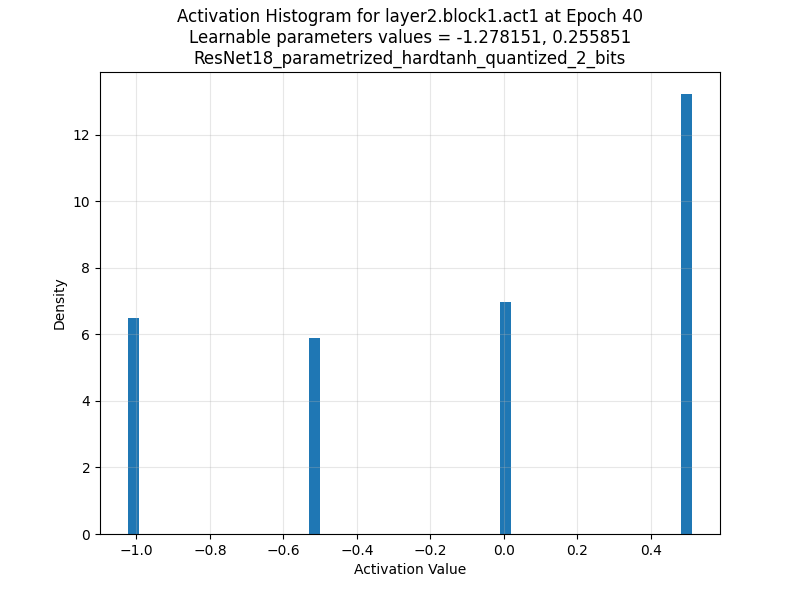 Activation Histogram for layer2.block1.act1 at Epoch 40
Learnable parameters values = -1.278151, 0.255851
ResNet18_parametrized_hardtanh_quantized_2_bits
Density
12
10
8
6
4
2
0
−1.0 −0.8 −0.6 −0.4 −0.2 0.0 0.2 0.4
Activation Value